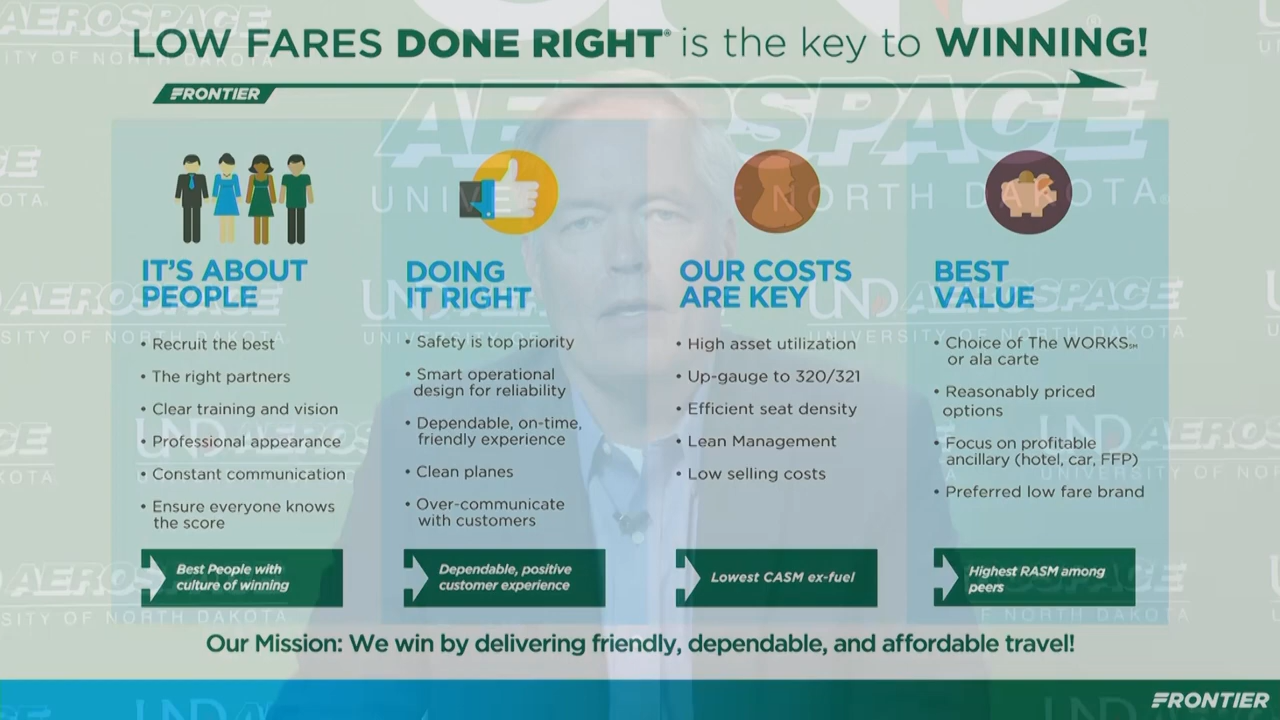 LOW FARES DONE RIGHT® is the key to WINNING!
FRONTIER
AEROSPACE
UNIVE NORTH DAKOTA
IT'S ABOUT
PEOPLE
• Recruit the best
• The right partners
• Clear training and vision
• Professional appearance
• Constant communication
• Ensure everyone knows
the score
Best People with
culture of winning
DOING
IT RIGHT
• Safety is top priority
• Smart operational
design for reliability
• Dependable, on-time,
friendly experience
• Clean planes
• Over-communicate
with customers
Dependable, positive
customer experience
OUR COSTS
ARE KEY
• High asset utilization
• Up-gauge to 320/321
• Efficient seat density
• Lean Management
• Low selling costs
Lowest CASM ex-fuel
BEST
VALUE
• Choice of The WORKS℠
or ala carte
• Reasonably priced
options
• Focus on profitable
ancillary (hotel, car, FFP)
• Preferred low fare brand
Highest RASM among
peers
Our Mission: We win by delivering friendly, dependable, and affordable travel!
FRONTIER